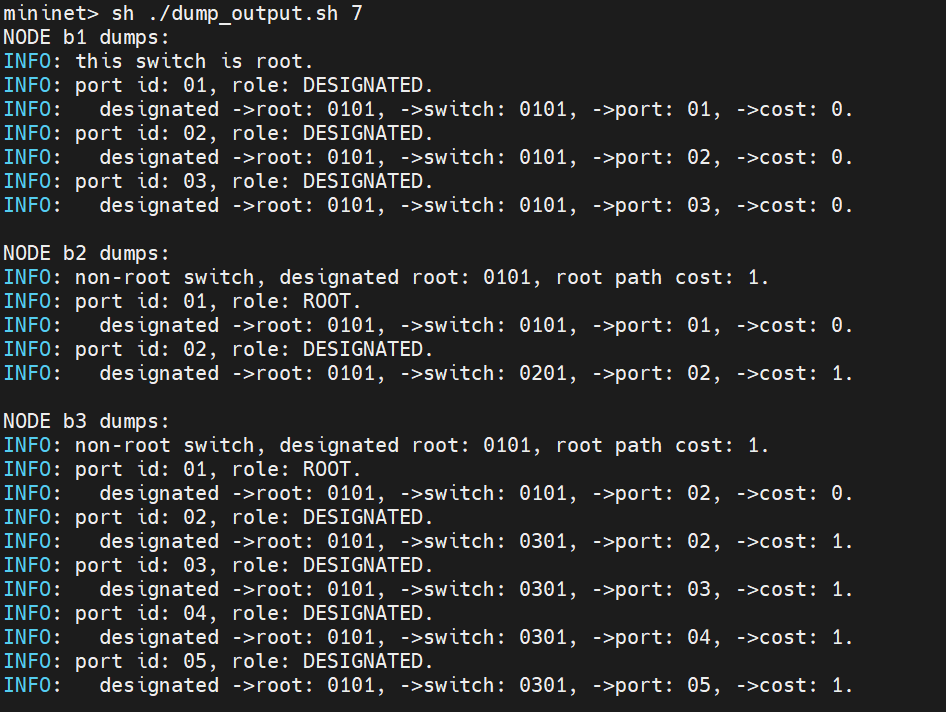 mininet> sh ./dump_output.sh 7
NODE b1 dumps:
INFO: this switch is root.
INFO: port id: 01, role: DESIGNATED.
INFO:   designated ->root: 0101, ->switch: 0101, ->port: 01, ->cost: 0.
INFO: port id: 02, role: DESIGNATED.
INFO:   designated ->root: 0101, ->switch: 0101, ->port: 02, ->cost: 0.
INFO: port id: 03, role: DESIGNATED.
INFO:   designated ->root: 0101, ->switch: 0101, ->port: 03, ->cost: 0.

NODE b2 dumps:
INFO: non-root switch, designated root: 0101, root path cost: 1.
INFO: port id: 01, role: ROOT.
INFO:   designated ->root: 0101, ->switch: 0101, ->port: 01, ->cost: 0.
INFO: port id: 02, role: DESIGNATED.
INFO:   designated ->root: 0101, ->switch: 0201, ->port: 02, ->cost: 1.

NODE b3 dumps:
INFO: non-root switch, designated root: 0101, root path cost: 1.
INFO: port id: 01, role: ROOT.
INFO:   designated ->root: 0101, ->switch: 0101, ->port: 02, ->cost: 0.
INFO: port id: 02, role: DESIGNATED.
INFO:   designated ->root: 0101, ->switch: 0301, ->port: 02, ->cost: 1.
INFO: port id: 03, role: DESIGNATED.
INFO:   designated ->root: 0101, ->switch: 0301, ->port: 03, ->cost: 1.
INFO: port id: 04, role: DESIGNATED.
INFO:   designated ->root: 0101, ->switch: 0301, ->port: 04, ->cost: 1.
INFO: port id: 05, role: DESIGNATED.
INFO:   designated ->root: 0101, ->switch: 0301, ->port: 05, ->cost: 1.